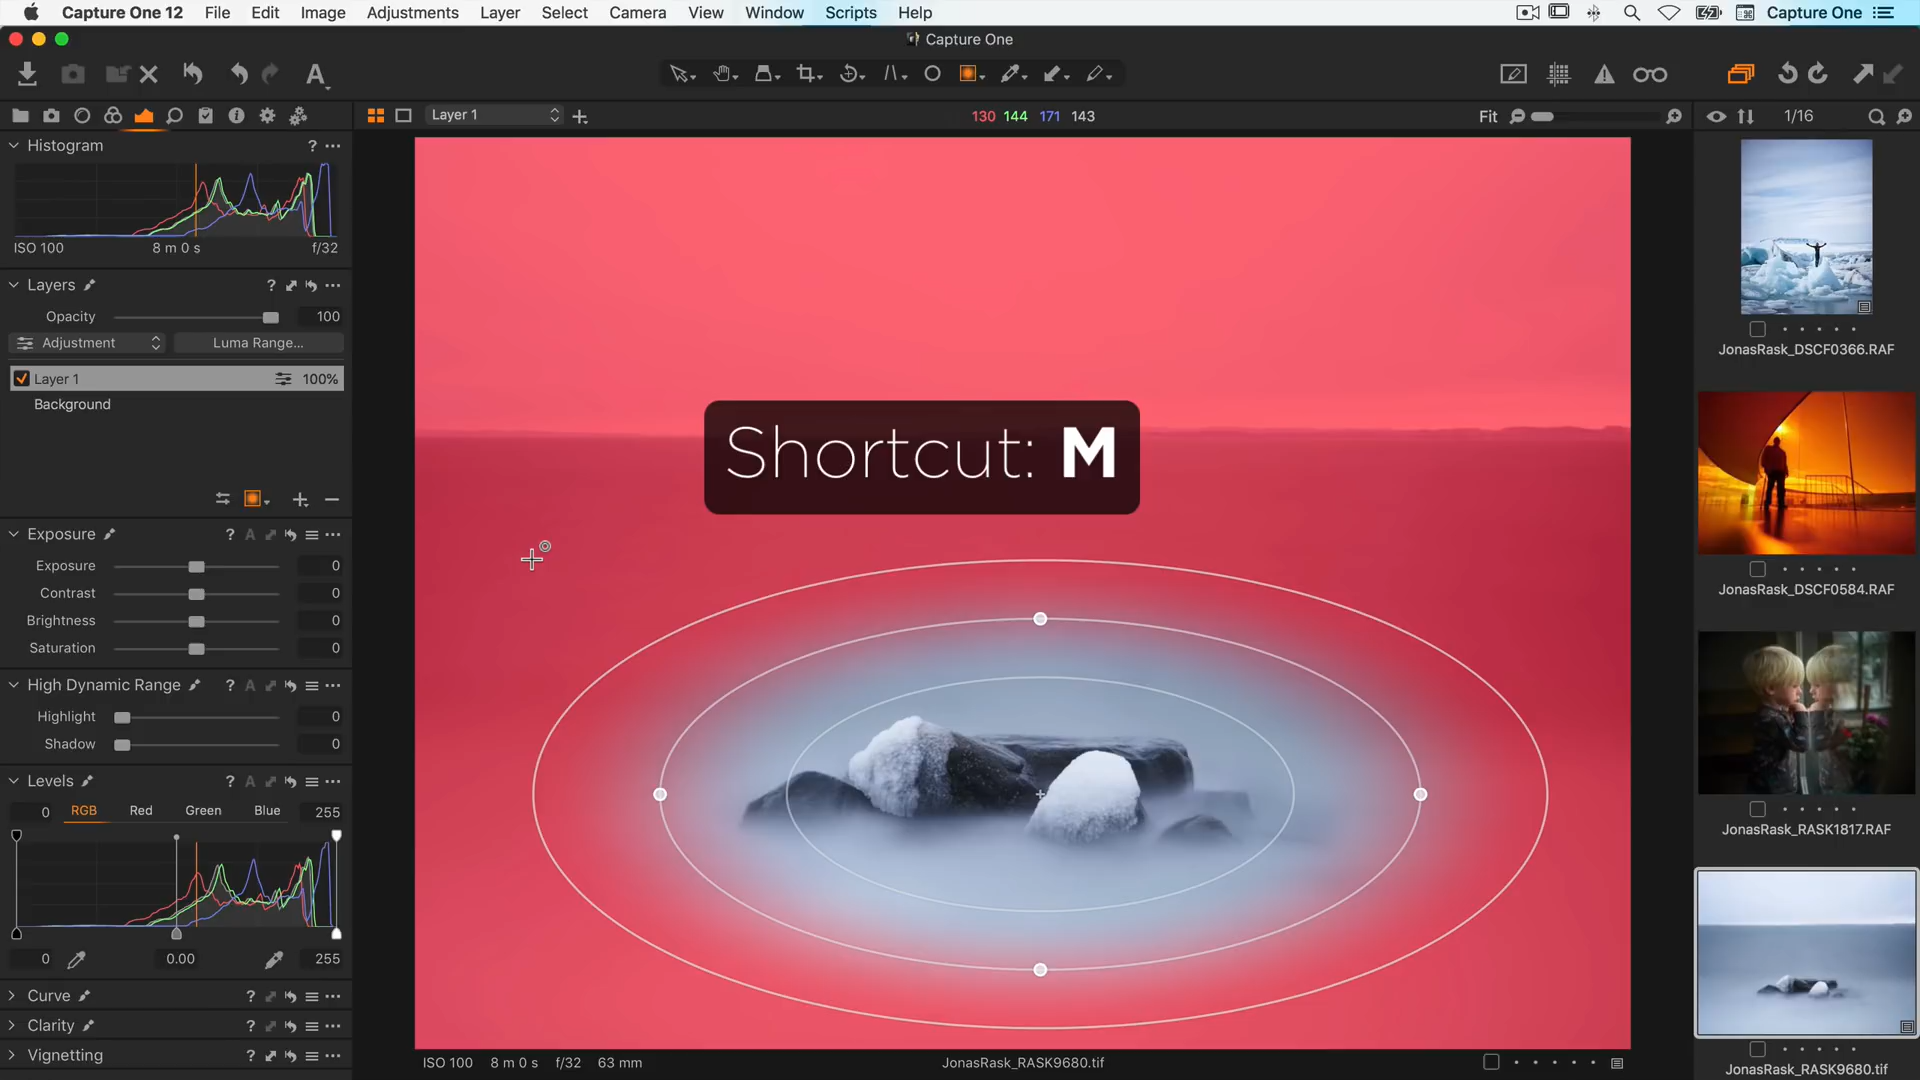 Capture One 12 File Edit Image Adjustments Layer Select Camera View Window Scripts Help Capture One
Capture One
A
Layer 1
130 144 171 143
Fit
1/16
Histogram ?
ISO 100 8 m 0 s f/32
Layers ?
Opacity 100
Adjustment Luma Range...
Layer 1 100%
Background
Exposure ? A
Exposure 0
Contrast 0
Brightness 0
Saturation 0
High Dynamic Range ? A
Highlight 0
Shadow 0
Levels ? A
0 RGB Red Green Blue 255
0 0.00 255
Curve ?
Clarity ?
Vignetting ?
Shortcut: M
ISO 100 8 m 0 s f/32 63 mm
JonasRask_RASK9680.tif
JonasRask_DSCF0366.RAF
JonasRask_DSCF0584.RAF
JonasRask_RASK1817.RAF
JonasRask_RASK9680.tif